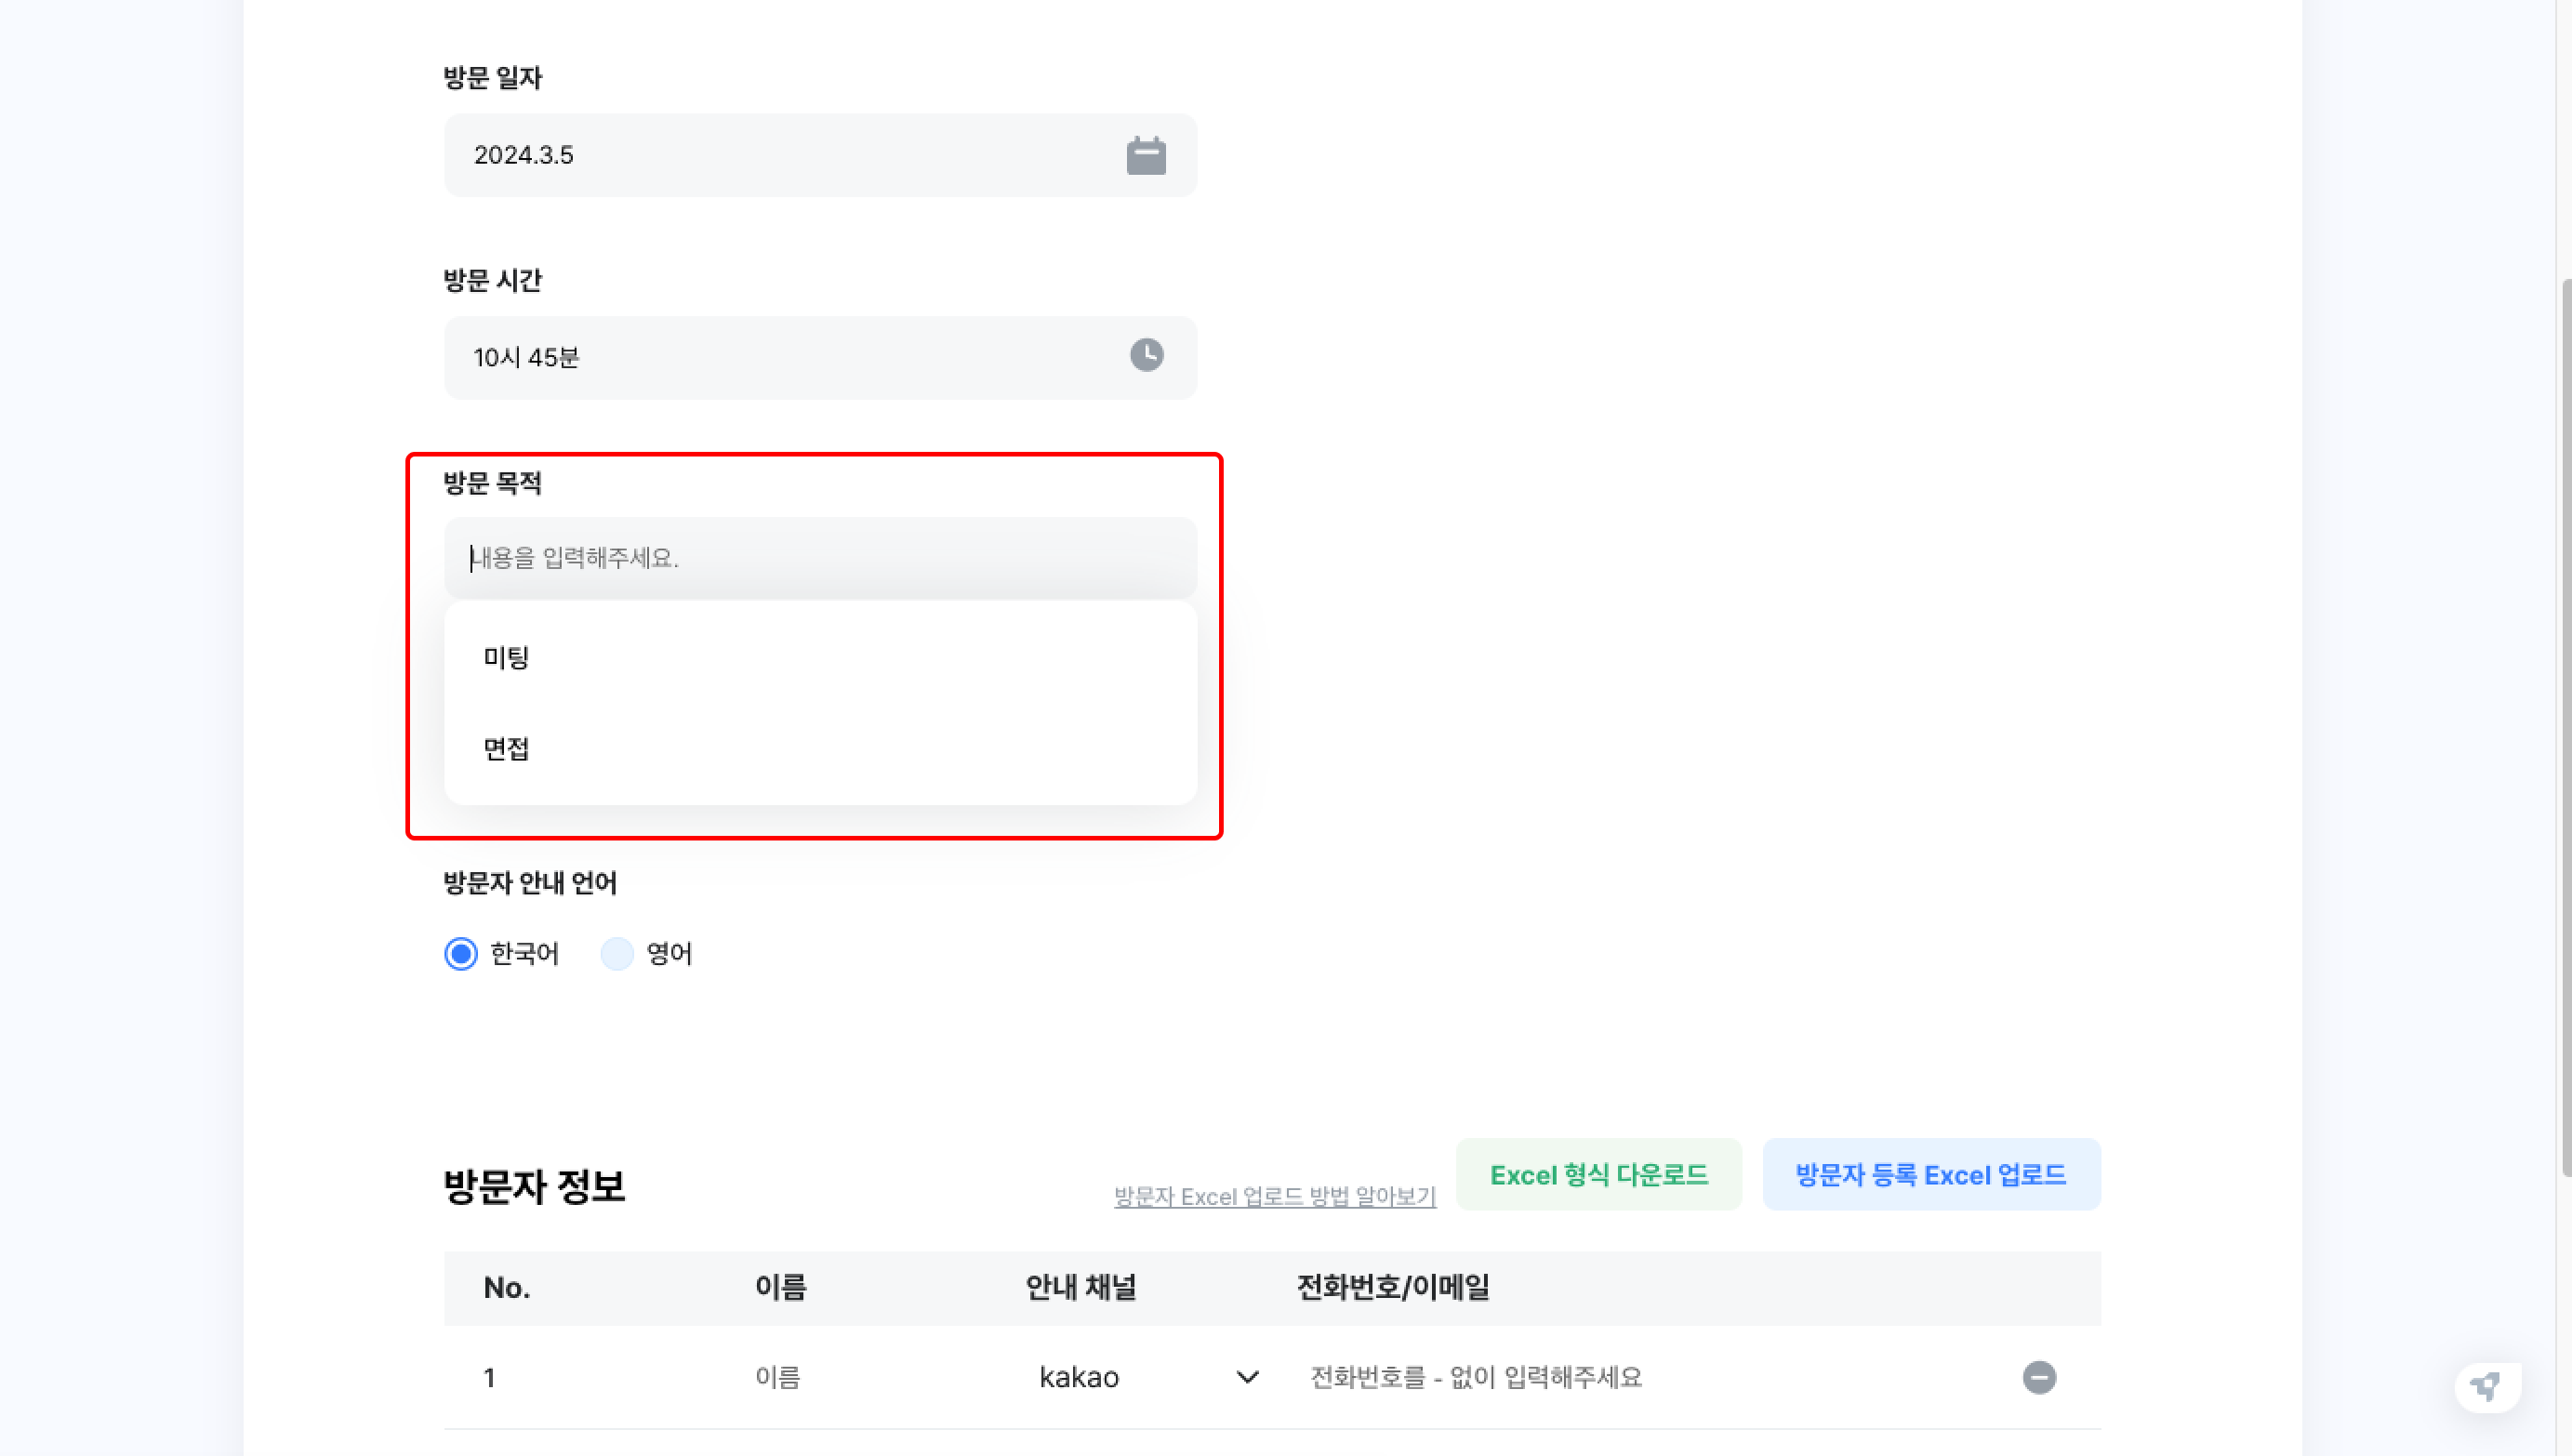 방문 일자
2024.3.5
방문 시간
10시 45분
방문 목적
내용을 입력해주세요.
미팅
면접
방문자 안내 언어
한국어 영어
방문자 정보 방문자 Excel 업로드 방법 알아보기 Excel 형식 다운로드 방문자 등록 Excel 업로드
No. 이름 안내 채널 전화번호/이메일
1 이름 kakao 전화번호를 - 없이 입력해주세요